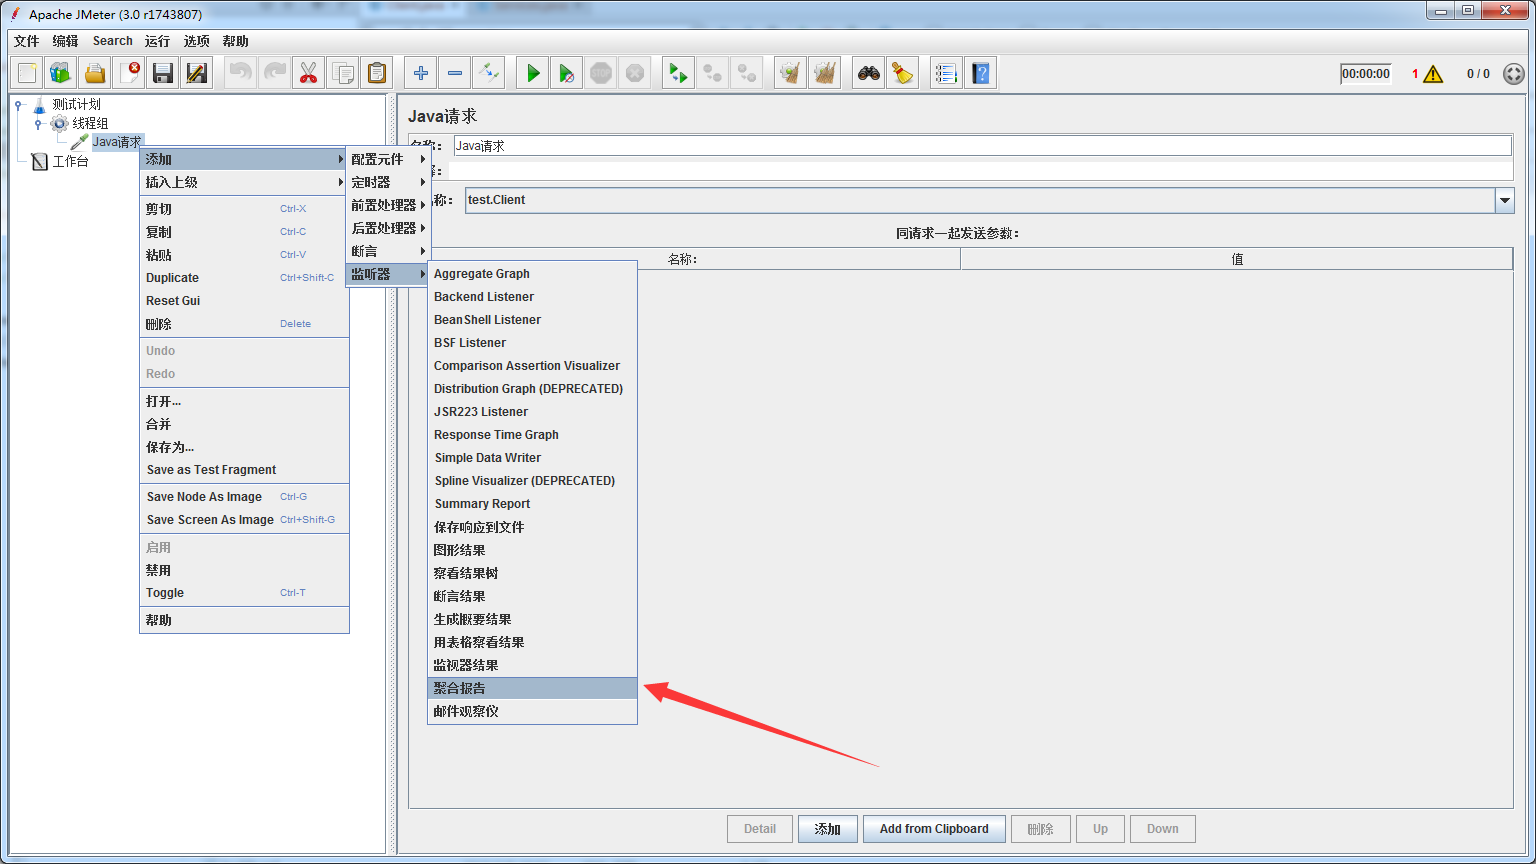 Apache JMeter (3.0 r1743807)
文件 编辑 Search 运行 选项 帮助
00:00:00 1 0 / 0
测试计划
线程组
Java请求
工作台
添加
插入上级
剪切 Ctrl-X
复制 Ctrl-C
粘贴 Ctrl-V
Duplicate Ctrl+Shift-C
Reset Gui
删除 Delete
Undo
Redo
打开...
合并
保存为...
Save as Test Fragment
Save Node As Image Ctrl-G
Save Screen As Image Ctrl+Shift-G
启用
禁用
Toggle Ctrl-T
帮助
配置元件
定时器
前置处理器
后置处理器
断言
监听器
Aggregate Graph
Backend Listener
BeanShell Listener
BSF Listener
Comparison Assertion Visualizer
Distribution Graph (DEPRECATED)
JSR223 Listener
Response Time Graph
Simple Data Writer
Spline Visualizer (DEPRECATED)
Summary Report
保存响应到文件
图形结果
察看结果树
断言结果
生成概要结果
用表格察看结果
监视器结果
聚合报告
邮件观察仪
Java请求
名称： Java请求
称： test.Client
同请求一起发送参数：
名称： 值
Detail 添加 Add from Clipboard 删除 Up Down